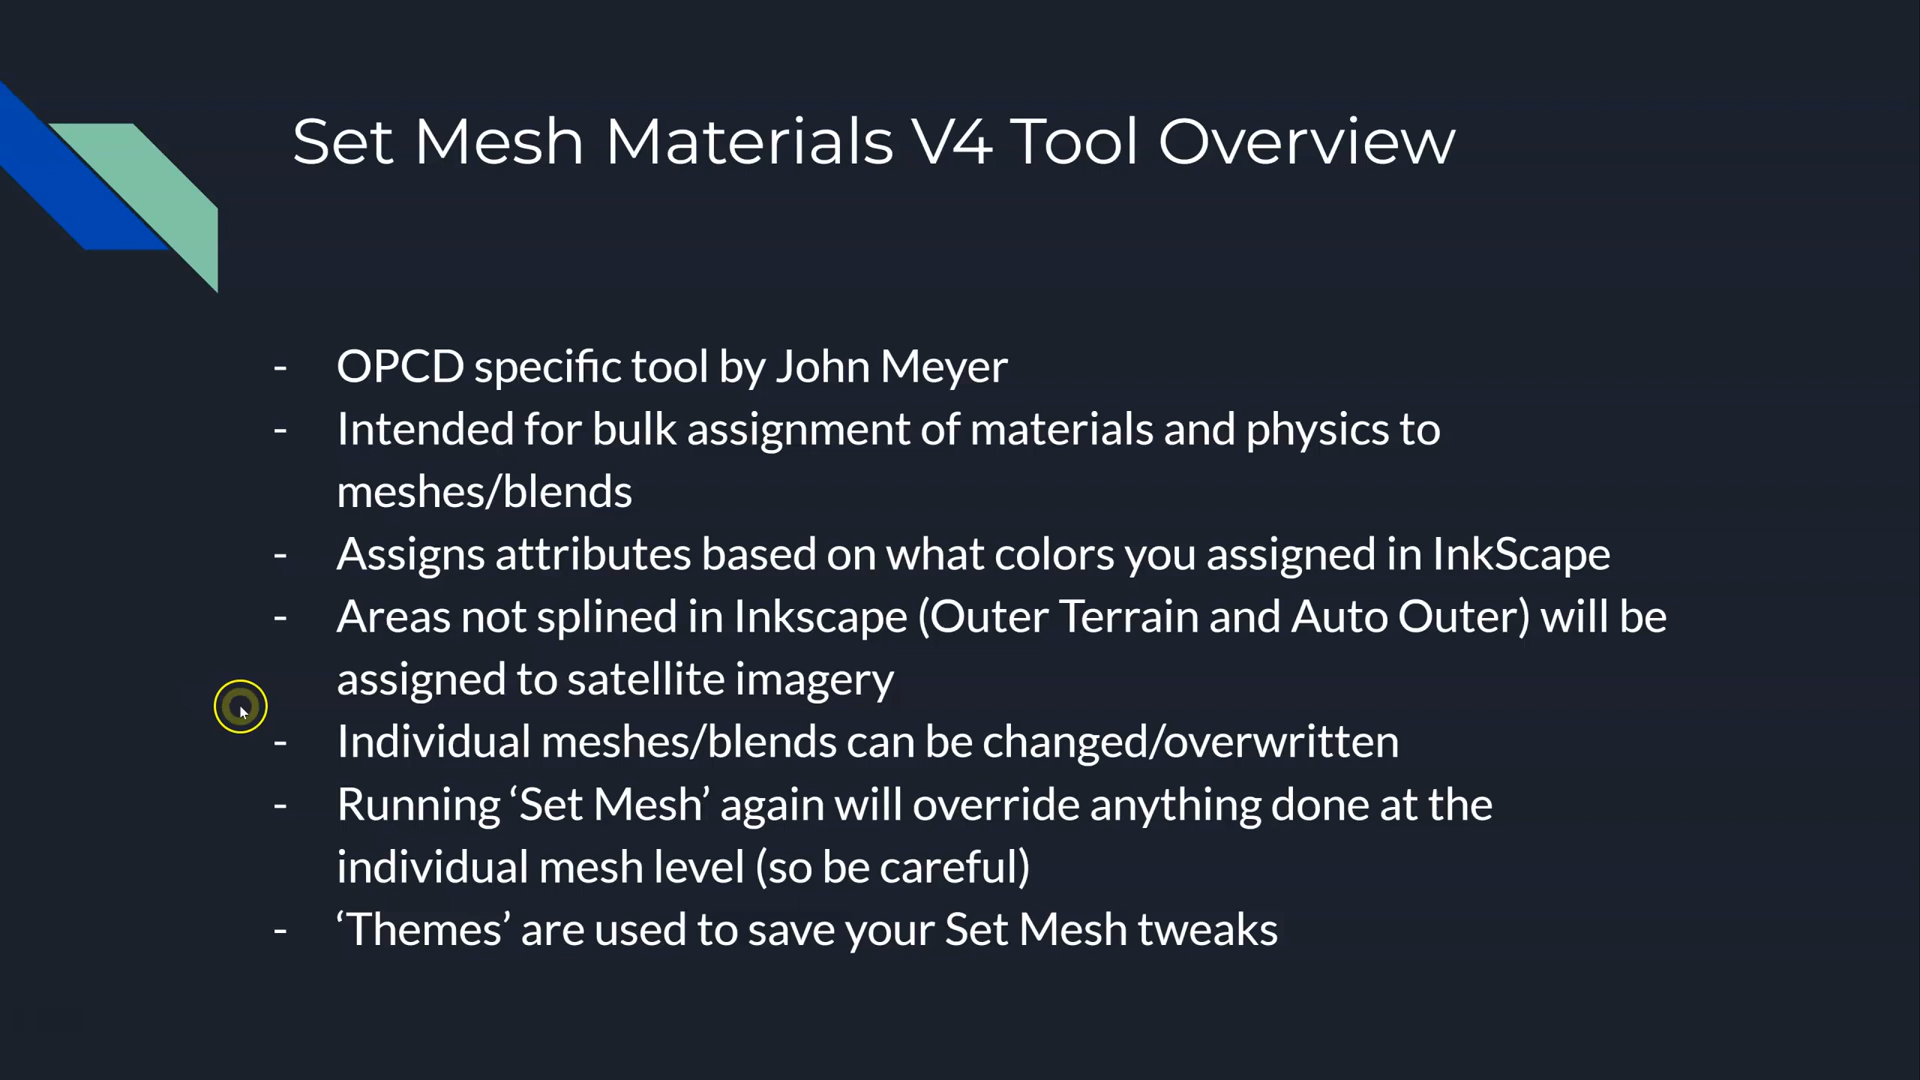 Set Mesh Materials V4 Tool Overview
- OPCD specific tool by John Meyer
- Intended for bulk assignment of materials and physics to
meshes/blends
- Assigns attributes based on what colors you assigned in InkScape
- Areas not splined in Inkscape (Outer Terrain and Auto Outer) will be
assigned to satellite imagery
- Individual meshes/blends can be changed/overwritten
- Running ‘Set Mesh’ again will override anything done at the
individual mesh level (so be careful)
- ‘Themes’ are used to save your Set Mesh tweaks